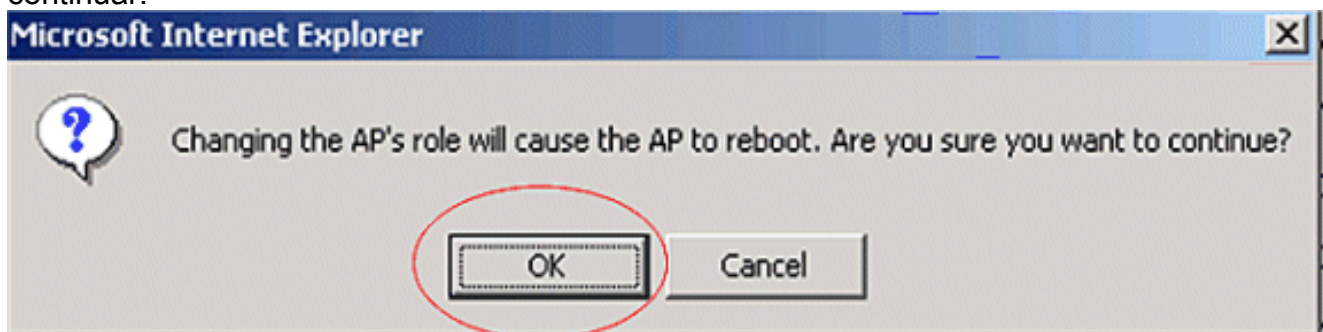 continuar.
Microsoft Internet Explorer
Changing the AP's role will cause the AP to reboot. Are you sure you want to continue?
OK Cancel